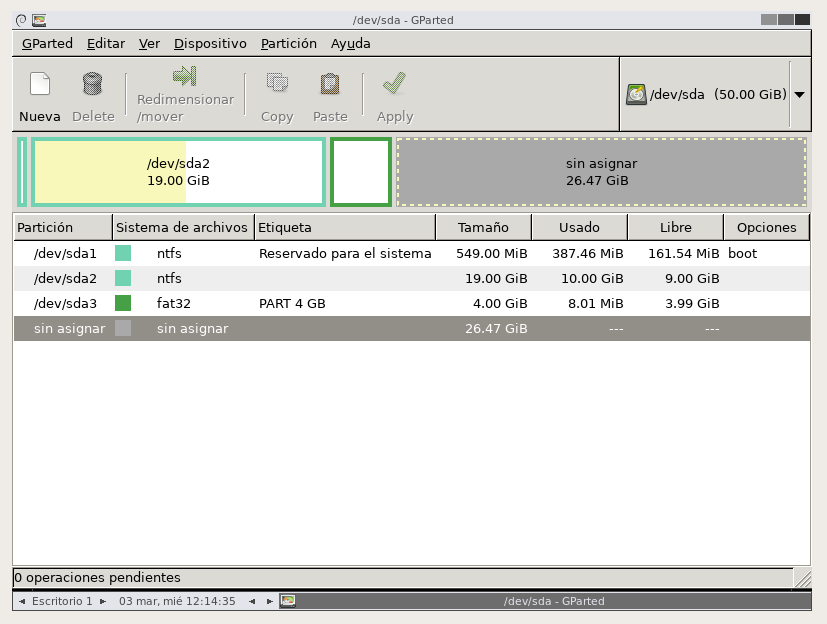 /dev/sda - GParted
GParted Editar Ver Dispositivo Partición Ayuda
Nueva Delete Redimensionar /mover Copy Paste Apply /dev/sda (50.00 GiB)
/dev/sda2
19.00 GiB
sin asignar
26.47 GiB
Partición Sistema de archivos Etiqueta Tamaño Usado Libre Opciones
/dev/sda1 ntfs Reservado para el sistema 549.00 MiB 387.46 MiB 161.54 MiB boot
/dev/sda2 ntfs 19.00 GiB 10.00 GiB 9.00 GiB
/dev/sda3 fat32 PART 4 GB 4.00 GiB 8.01 MiB 3.99 GiB
sin asignar sin asignar 26.47 GiB --- ---
0 operaciones pendientes
Escritorio 1 03 mar, mié 12:14:35 /dev/sda - GParted